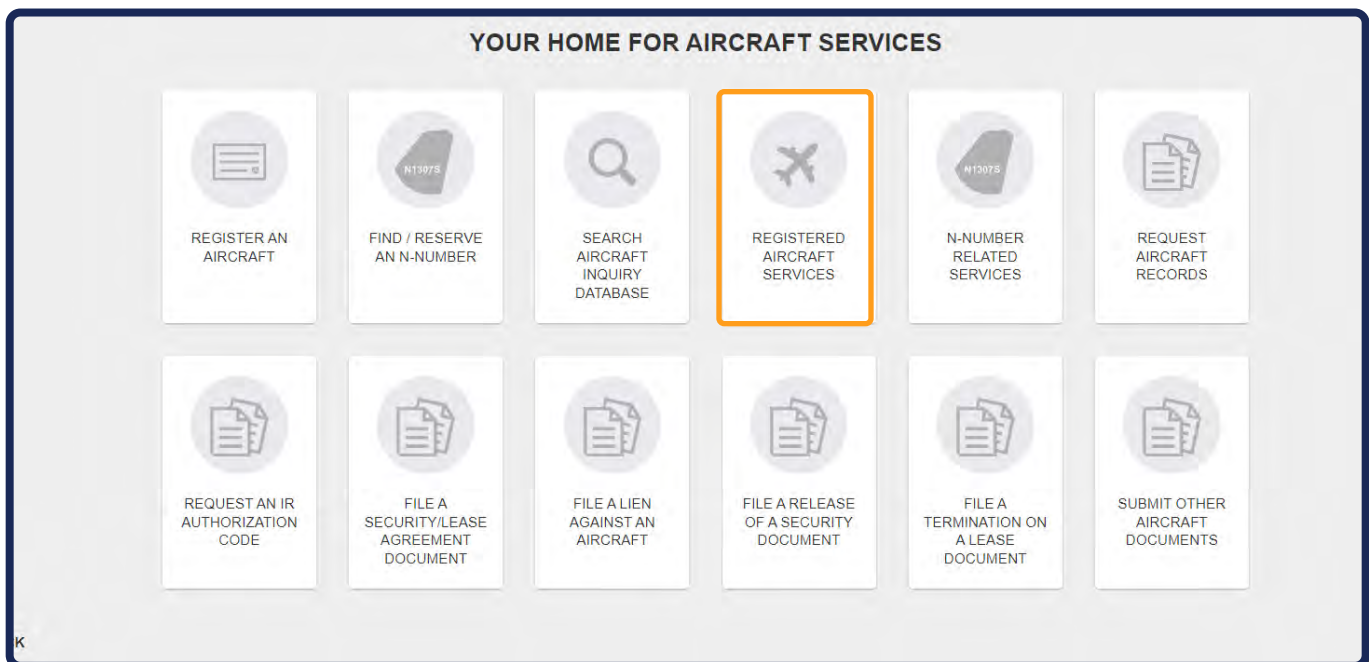 YOUR HOME FOR AIRCRAFT SERVICES
REGISTER AN
AIRCRAFT
N1307S
FIND / RESERVE
AN N-NUMBER
SEARCH
AIRCRAFT
INQUIRY
DATABASE
REGISTERED
AIRCRAFT
SERVICES
N1307S
N-NUMBER
RELATED
SERVICES
REQUEST
AIRCRAFT
RECORDS
REQUEST AN IR
AUTHORIZATION
CODE
FILE A
SECURITY/LEASE
AGREEMENT
DOCUMENT
FILE A LIEN
AGAINST AN
AIRCRAFT
FILE A RELEASE
OF A SECURITY
DOCUMENT
FILE A
TERMINATION ON
A LEASE
DOCUMENT
SUBMIT OTHER
AIRCRAFT
DOCUMENTS
K